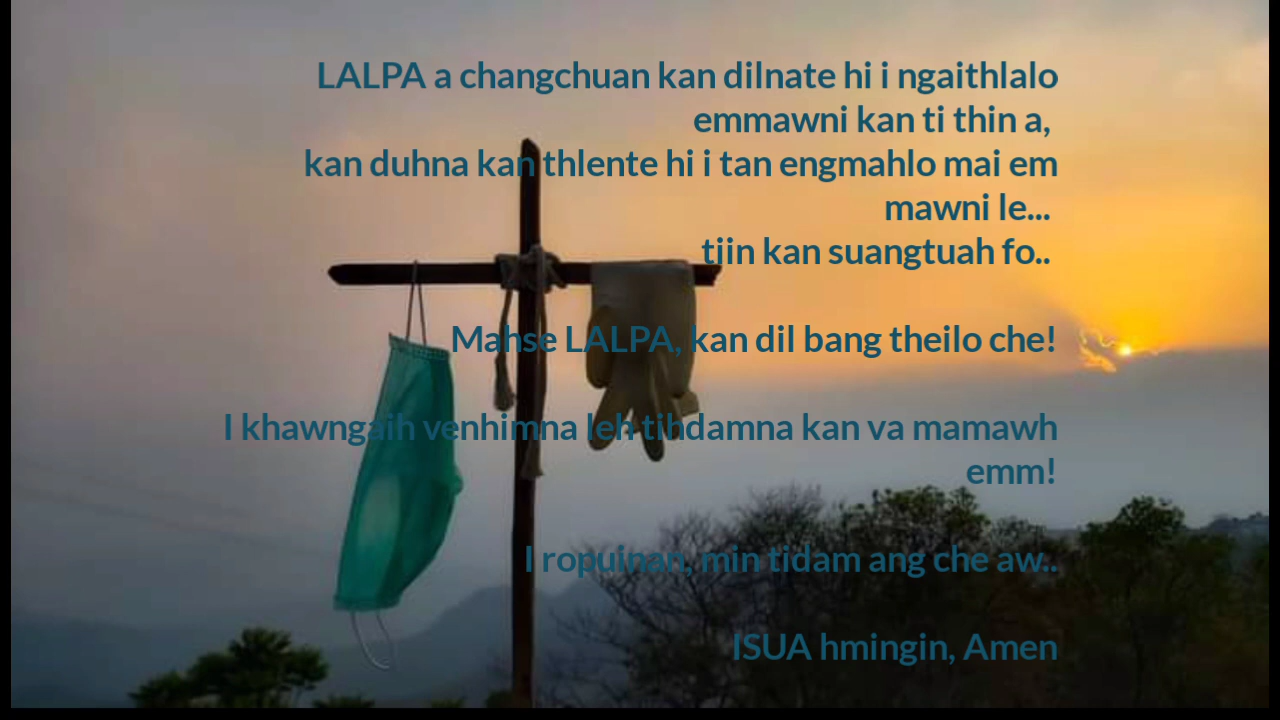 LALPA a changchuan kan dilnate hi i ngaithlalo
emmawni kan ti thin a,
kan duhna kan thlente hi i tan engmahlo mai em
mawni le...
tiin kan suangtuah fo..
Mahse LALPA, kan dil bang theilo che!
I khawngaih venhimna leh tihdamna kan va mamawh
emm!
I ropuinan, min tidam ang che aw..
ISUA hmingin, Amen